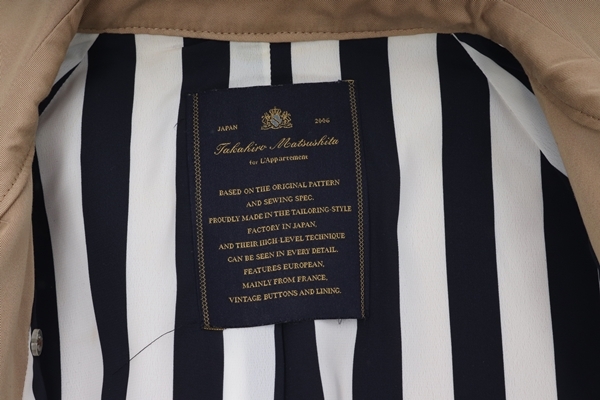 JAPAN 2006
Takahiro Matsushita
for L'Appartement
BASED ON THE ORIGINAL PATTERN
AND SEWING SPEC.
PROUDLY MADE IN THE TAILORING-STYLE
FACTORY IN JAPAN,
AND THEIR HIGH-LEVEL TECHNIQUE
CAN BE SEEN IN EVERY DETAIL.
FEATURES EUROPEAN,
MAINLY FROM FRANCE,
VINTAGE BUTTONS AND LINING.